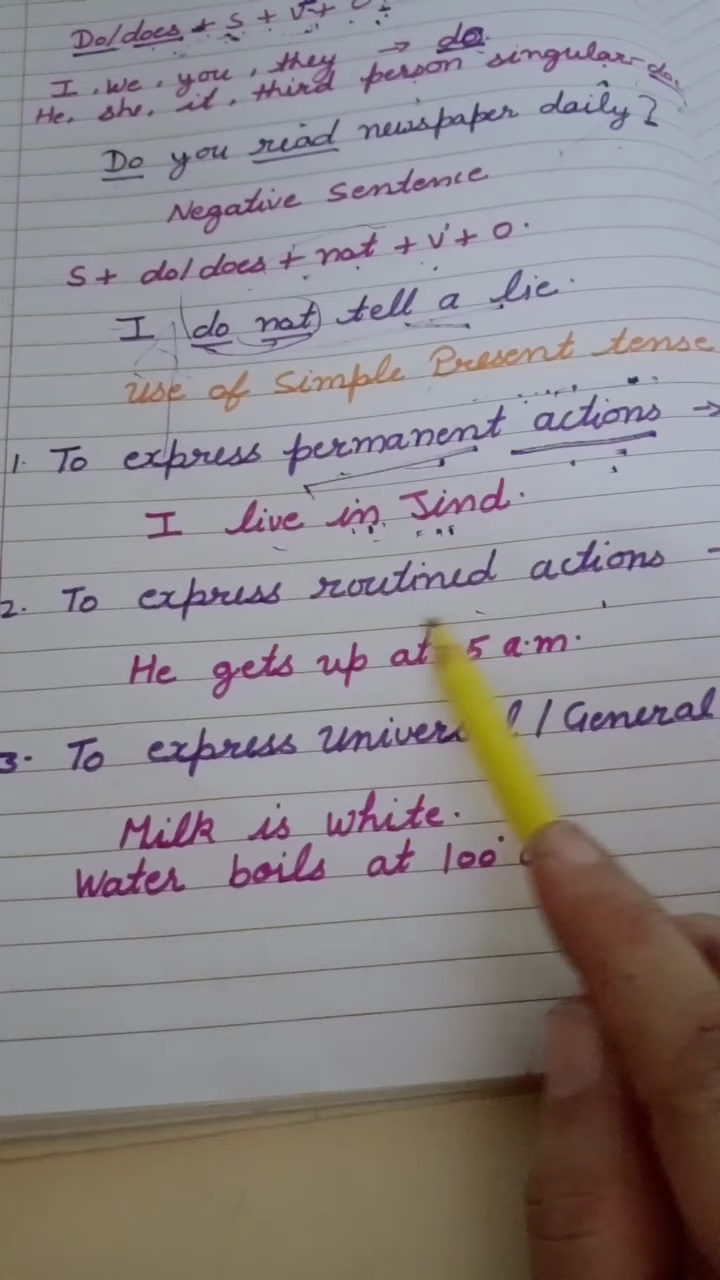 Do/does + S + V +
I, we, you, they → do.
He, she, it, third person singular-
Do you read newspaper daily?
Negative Sentence
S + do/does + not + V' + O.
I do not tell a lie.
use of Simple Present tense
1. To express permanent actions →
I live in Jind.
2. To express routined actions -
He gets up at 5 a.m.
3. To express / General
Milk is white.
Water boils at 100°